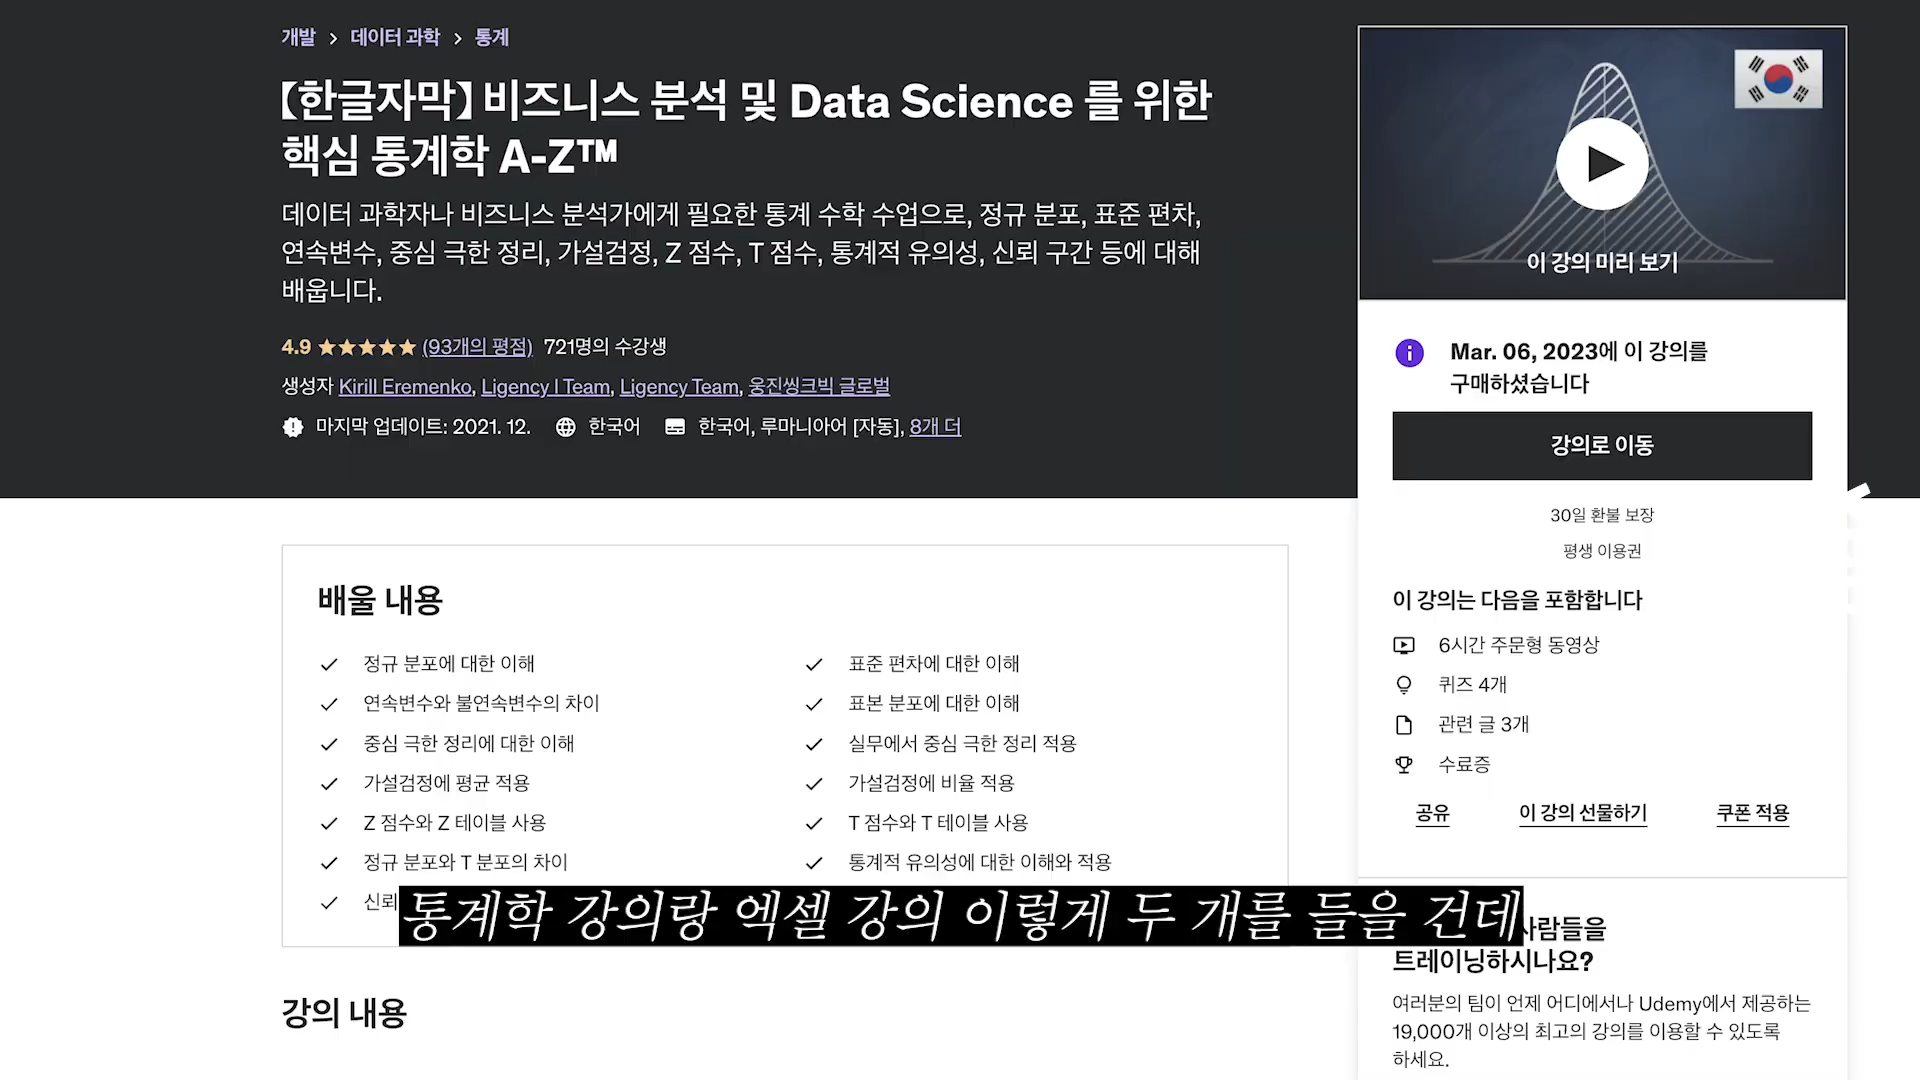 개발 > 데이터 과학 > 통계
【한글자막】 비즈니스 분석 및 Data Science 를 위한
핵심 통계학 A-Z™
데이터 과학자나 비즈니스 분석가에게 필요한 통계 수학 수업으로, 정규 분포, 표준 편차,
연속변수, 중심 극한 정리, 가설검정, Z 점수, T 점수, 통계적 유의성, 신뢰 구간 등에 대해
배웁니다.
4.9 (93개의 평점) 721명의 수강생
생성자 Kirill Eremenko, Ligency I Team, Ligency Team, 웅진씽크빅 글로벌
마지막 업데이트: 2021. 12. 한국어 한국어, 루마니아어 [자동], 8개 더
이 강의 미리 보기
Mar. 06, 2023에 이 강의를
구매하셨습니다
강의로 이동
30일 환불 보장
평생 이용권
이 강의는 다음을 포함합니다
6시간 주문형 동영상
퀴즈 4개
관련 글 3개
수료증
공유 이 강의 선물하기 쿠폰 적용
배울 내용
정규 분포에 대한 이해
표준 편차에 대한 이해
연속변수와 불연속변수의 차이
표본 분포에 대한 이해
중심 극한 정리에 대한 이해
실무에서 중심 극한 정리 적용
가설검정에 평균 적용
가설검정에 비율 적용
Z 점수와 Z 테이블 사용
T 점수와 T 테이블 사용
정규 분포와 T 분포의 차이
통계적 유의성에 대한 이해와 적용
신뢰
통계학 강의랑 엑셀 강의 이렇게 두 개를 들을 건데
사람들을
트레이닝하시나요?
여러분의 팀이 언제 어디에서나 Udemy에서 제공하는
19,000개 이상의 최고의 강의를 이용할 수 있도록
하세요.
강의 내용